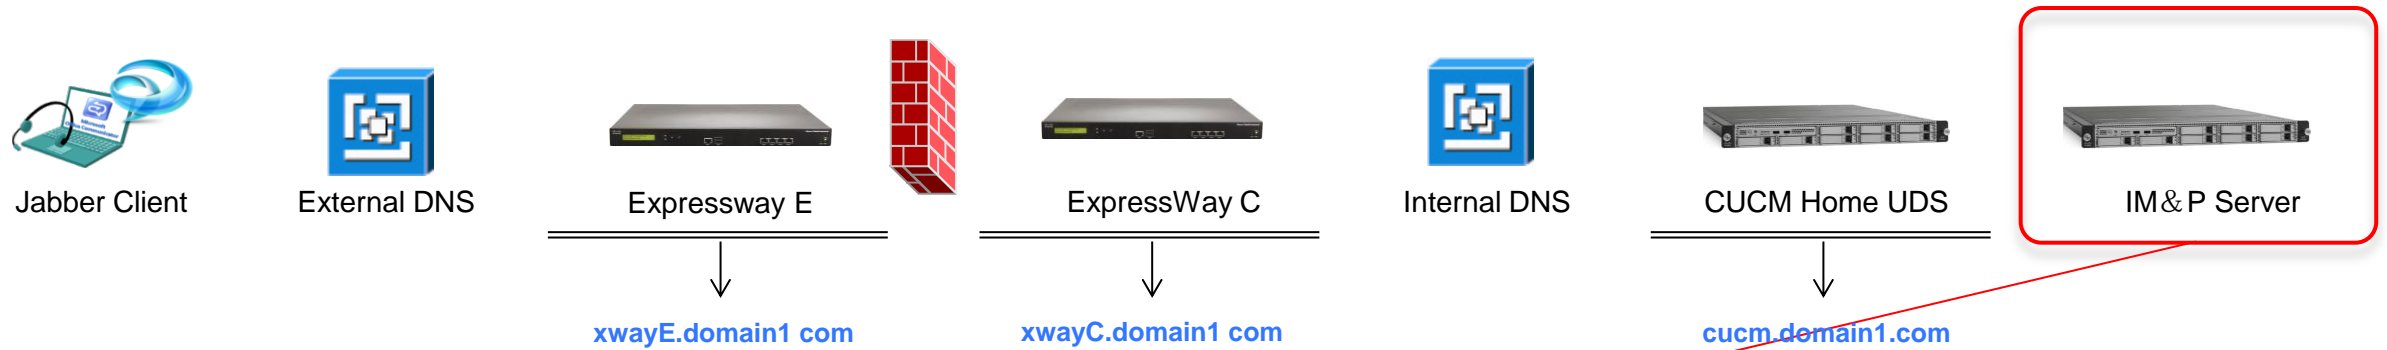 Jabber Client
External DNS
Expressway E
ExpressWay C
Internal DNS
CUCM Home UDS
IM&P Server
xwayE.domain1 com
xwayC.domain1 com
cucm.domain1.com